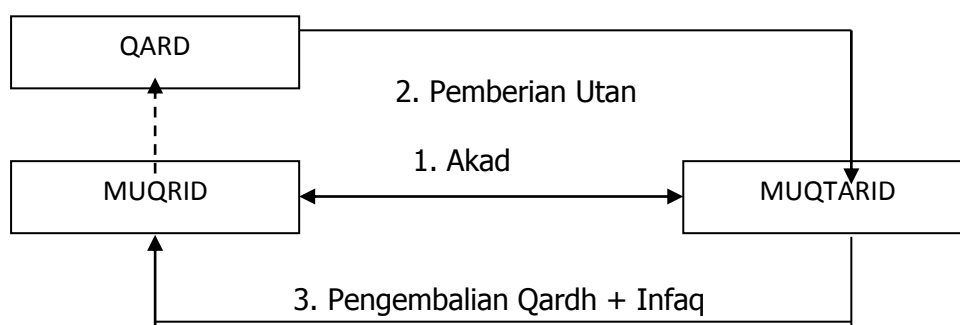 QARD
2. Pemberian Utan
1. Akad
MUQRID
MUQTARID
3. Pengembalian Qardh + Infaq